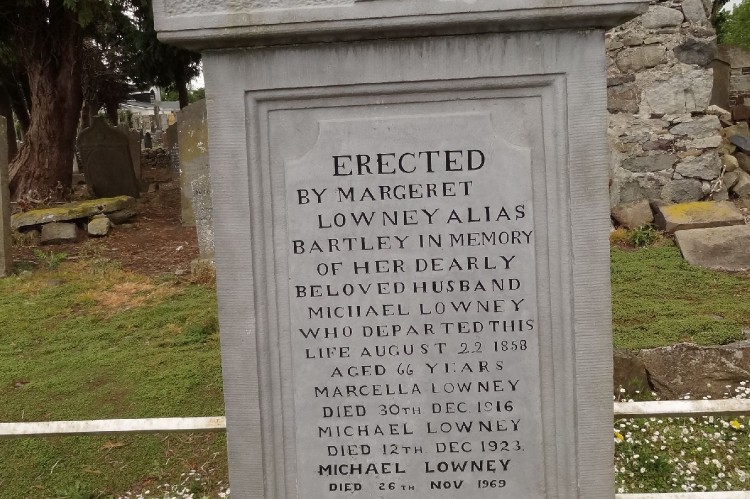 ERECTED
BY MARGERET
LOWNEY ALIAS
BARTLEY IN MEMORY
OF HER DEARLY
BELOVED HUSBAND
MICHAEL LOWNEY
WHO DEPARTED THIS
LIFE AUGUST 22 1858
AGED 66 YEARS
MARCELLA LOWNEY
DIED 30TH DEC 1916
MICHAEL LOWNEY
DIED 12TH DEC 1923
MICHAEL LOWNEY
DIED 26TH NOV 1969